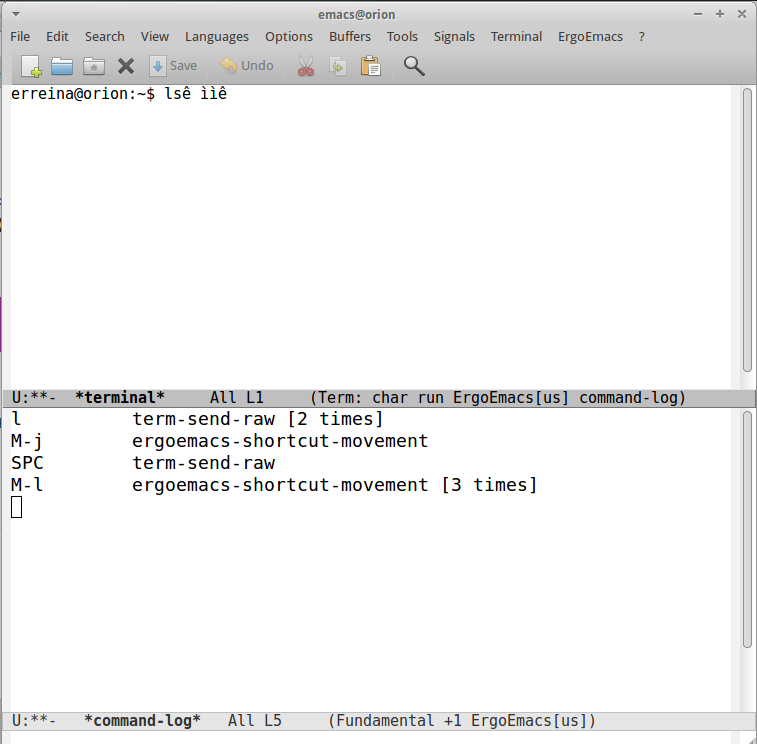 emacs@orion
File Edit Search View Languages Options Buffers Tools Signals Terminal ErgoEmacs ?
Save Undo
erreina@orion:~$ lsê ììê
U:**- *terminal* All L1 (Term: char run ErgoEmacs[us] command-log)
l term-send-raw [2 times]
M-j ergoemacs-shortcut-movement
SPC term-send-raw
M-l ergoemacs-shortcut-movement [3 times]
U:**- *command-log* All L5 (Fundamental +1 ErgoEmacs[us])